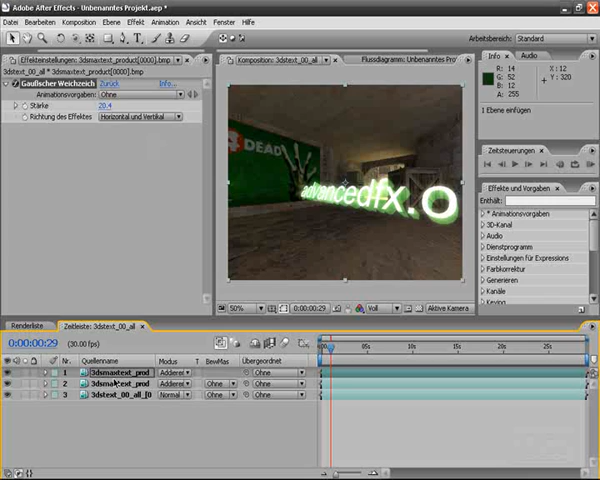 Adobe After Effects - Unbenanntes Projekt.aep *
Datei Bearbeiten Komposition Ebene Effekt Animation Ansicht Fenster Hilfe
Arbeitsbereich: Standard
Effekteinstellungen: 3dsmaxtext_product[0000].bmp
3dstext_00_all * 3dsmaxtext_product[0000].bmp
Gaußscher Weichzeich Zurück Info...
Animationsvorgaben: Ohne
Stärke 20,4
Richtung des Effektes Horizontal und Vertikal
Komposition: 3dstext_00_all
Flussdiagramm: Unbenanntes Pro
4
DEAD
advancedfx.o
50% 0:00:00:29 Voll Aktive Kamera
Info Audio
R: 14 X: 12
G: 52 Y: 320
B: 12
A: 255
1 Ebene einfügen
Zeitsteuerungen
Effekte und Vorgaben
Enthält:
* Animationsvorgaben
3D-Kanal
Audio
Dienstprogramm
Einstellungen für Expressions
Farbkorrektur
Generieren
Kanäle
Keying
Renderliste Zeitleiste: 3dstext_00_all
0:00:00:29 (30.00 fps)
Nr. Quellenname Modus T BewMas Übergeordnet
00s 05s 10s 15s 20s 25s 30s
1 3dsmaxtext_prod Addiere Ohne
2 3dsmaxtext_prod Addiere Ohne Ohne
3 3dstext_00_all_[0 Normal Ohne Ohne